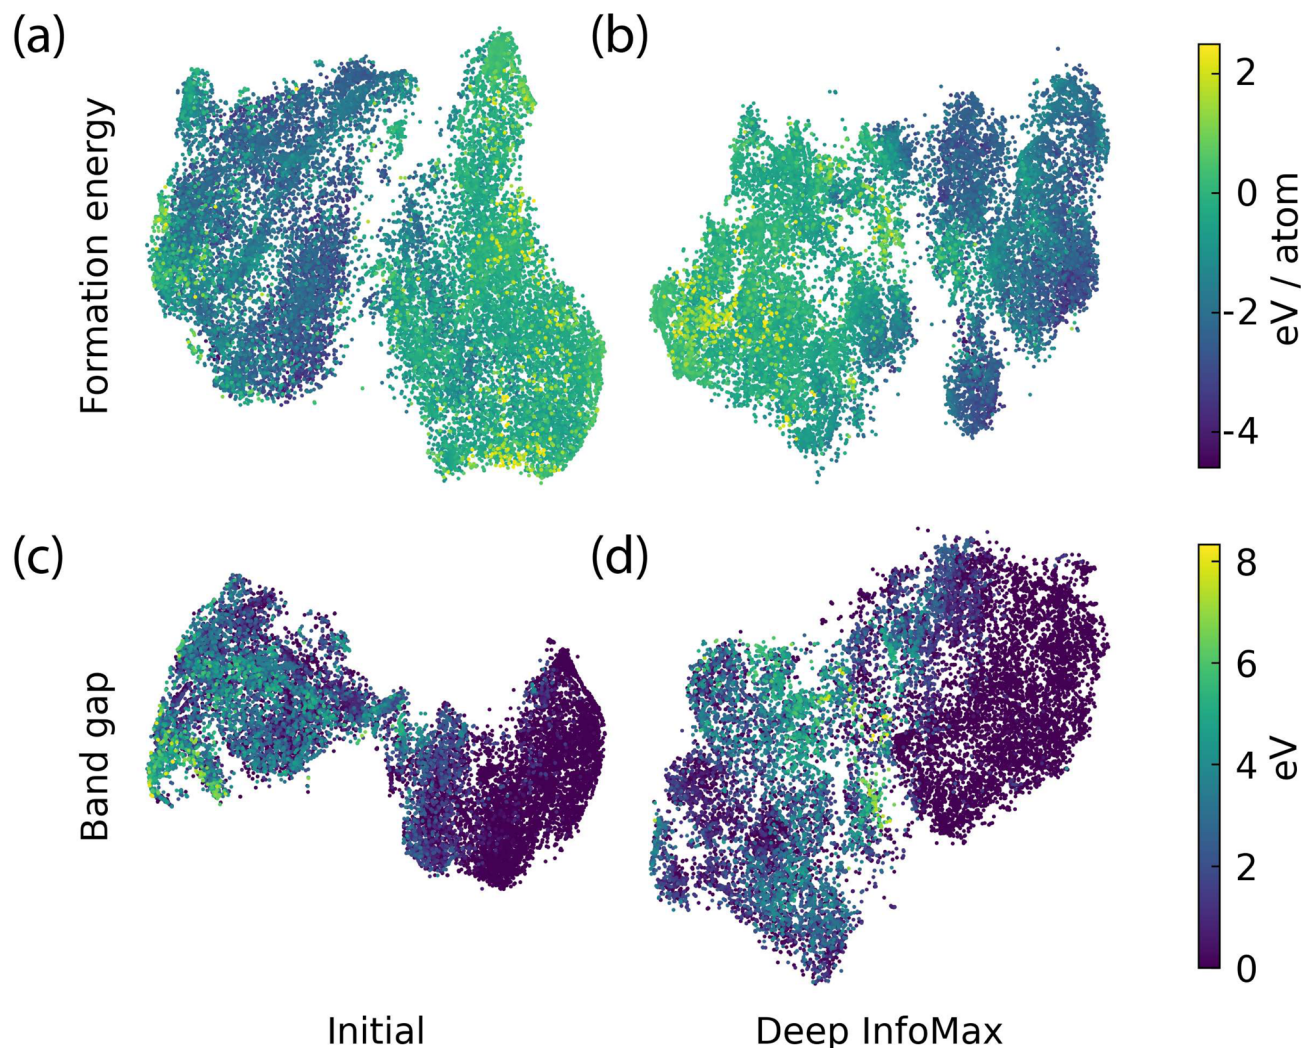 (a)
(b)
Formation energy
2
0
-2
-4
eV / atom
(c)
(d)
Band gap
8
6
4
2
0
eV
Initial
Deep InfoMax